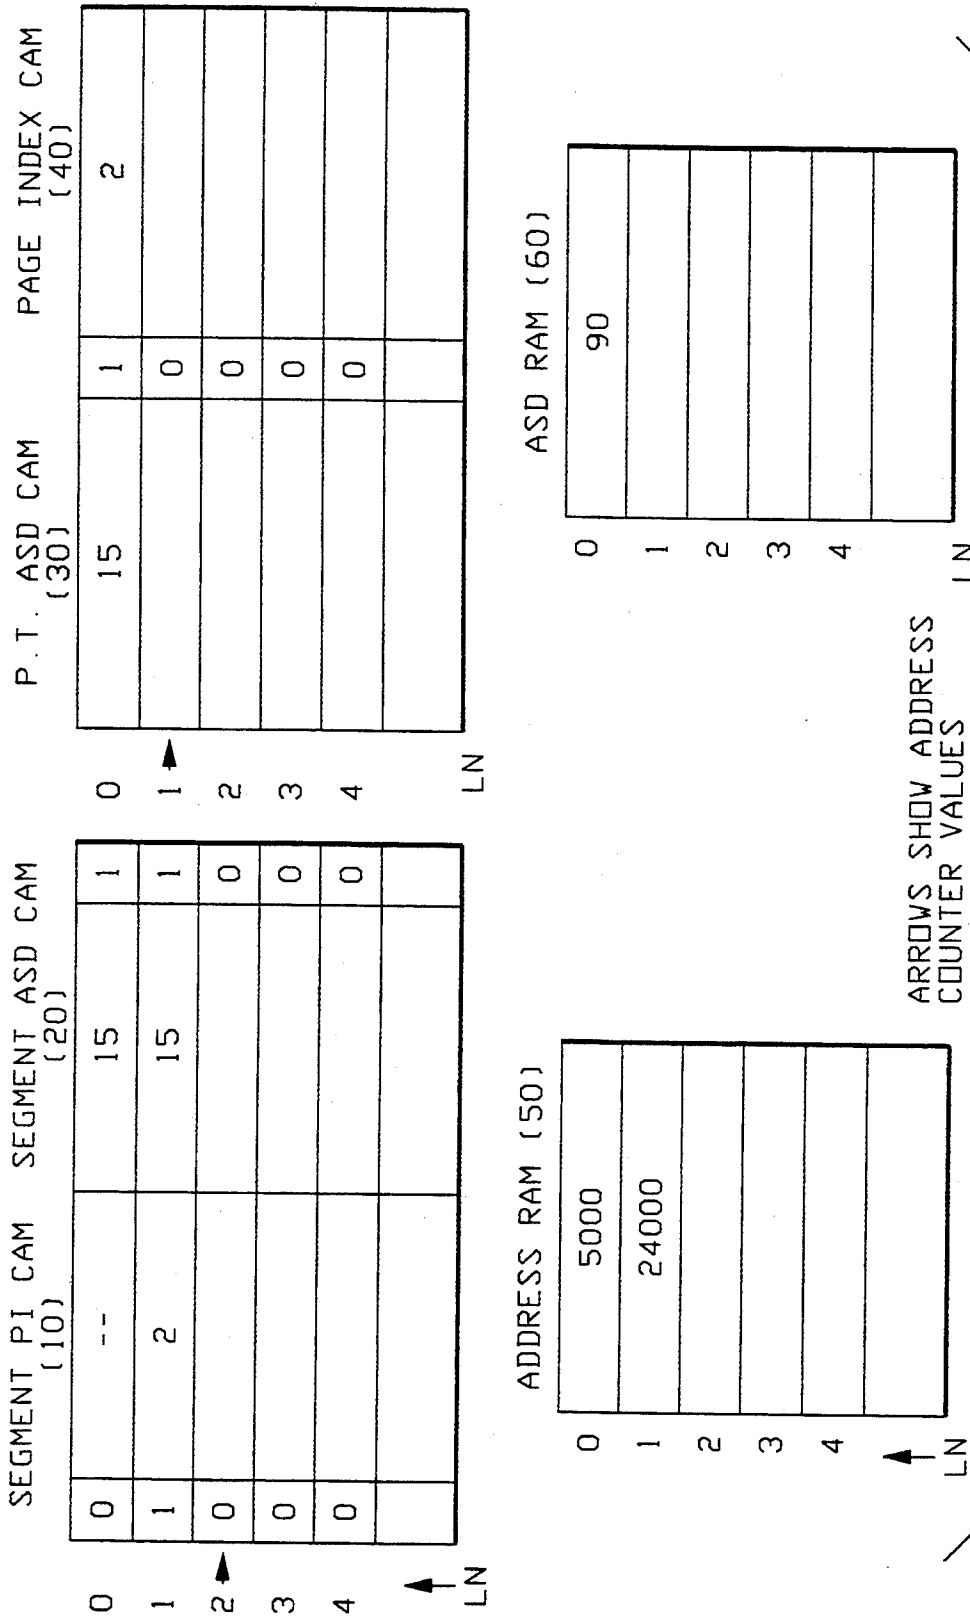 SEGMENT PI CAM SEGMENT ASD CAM
(10) (20)
0 0 -- 15 1
1 1 2 15 1
2 0 0
3 0 0
4 0 0
LN
P.T. ASD CAM PAGE INDEX CAM
(30) (40)
0 15 1 2
1 0
2 0
3 0
4 0
LN
ADDRESS RAM (50)
0 5000
1 24000
2
3
4
LN
ASD RAM (60)
0 90
1
2
3
4
LN
ARROWS SHOW ADDRESS
COUNTER VALUES